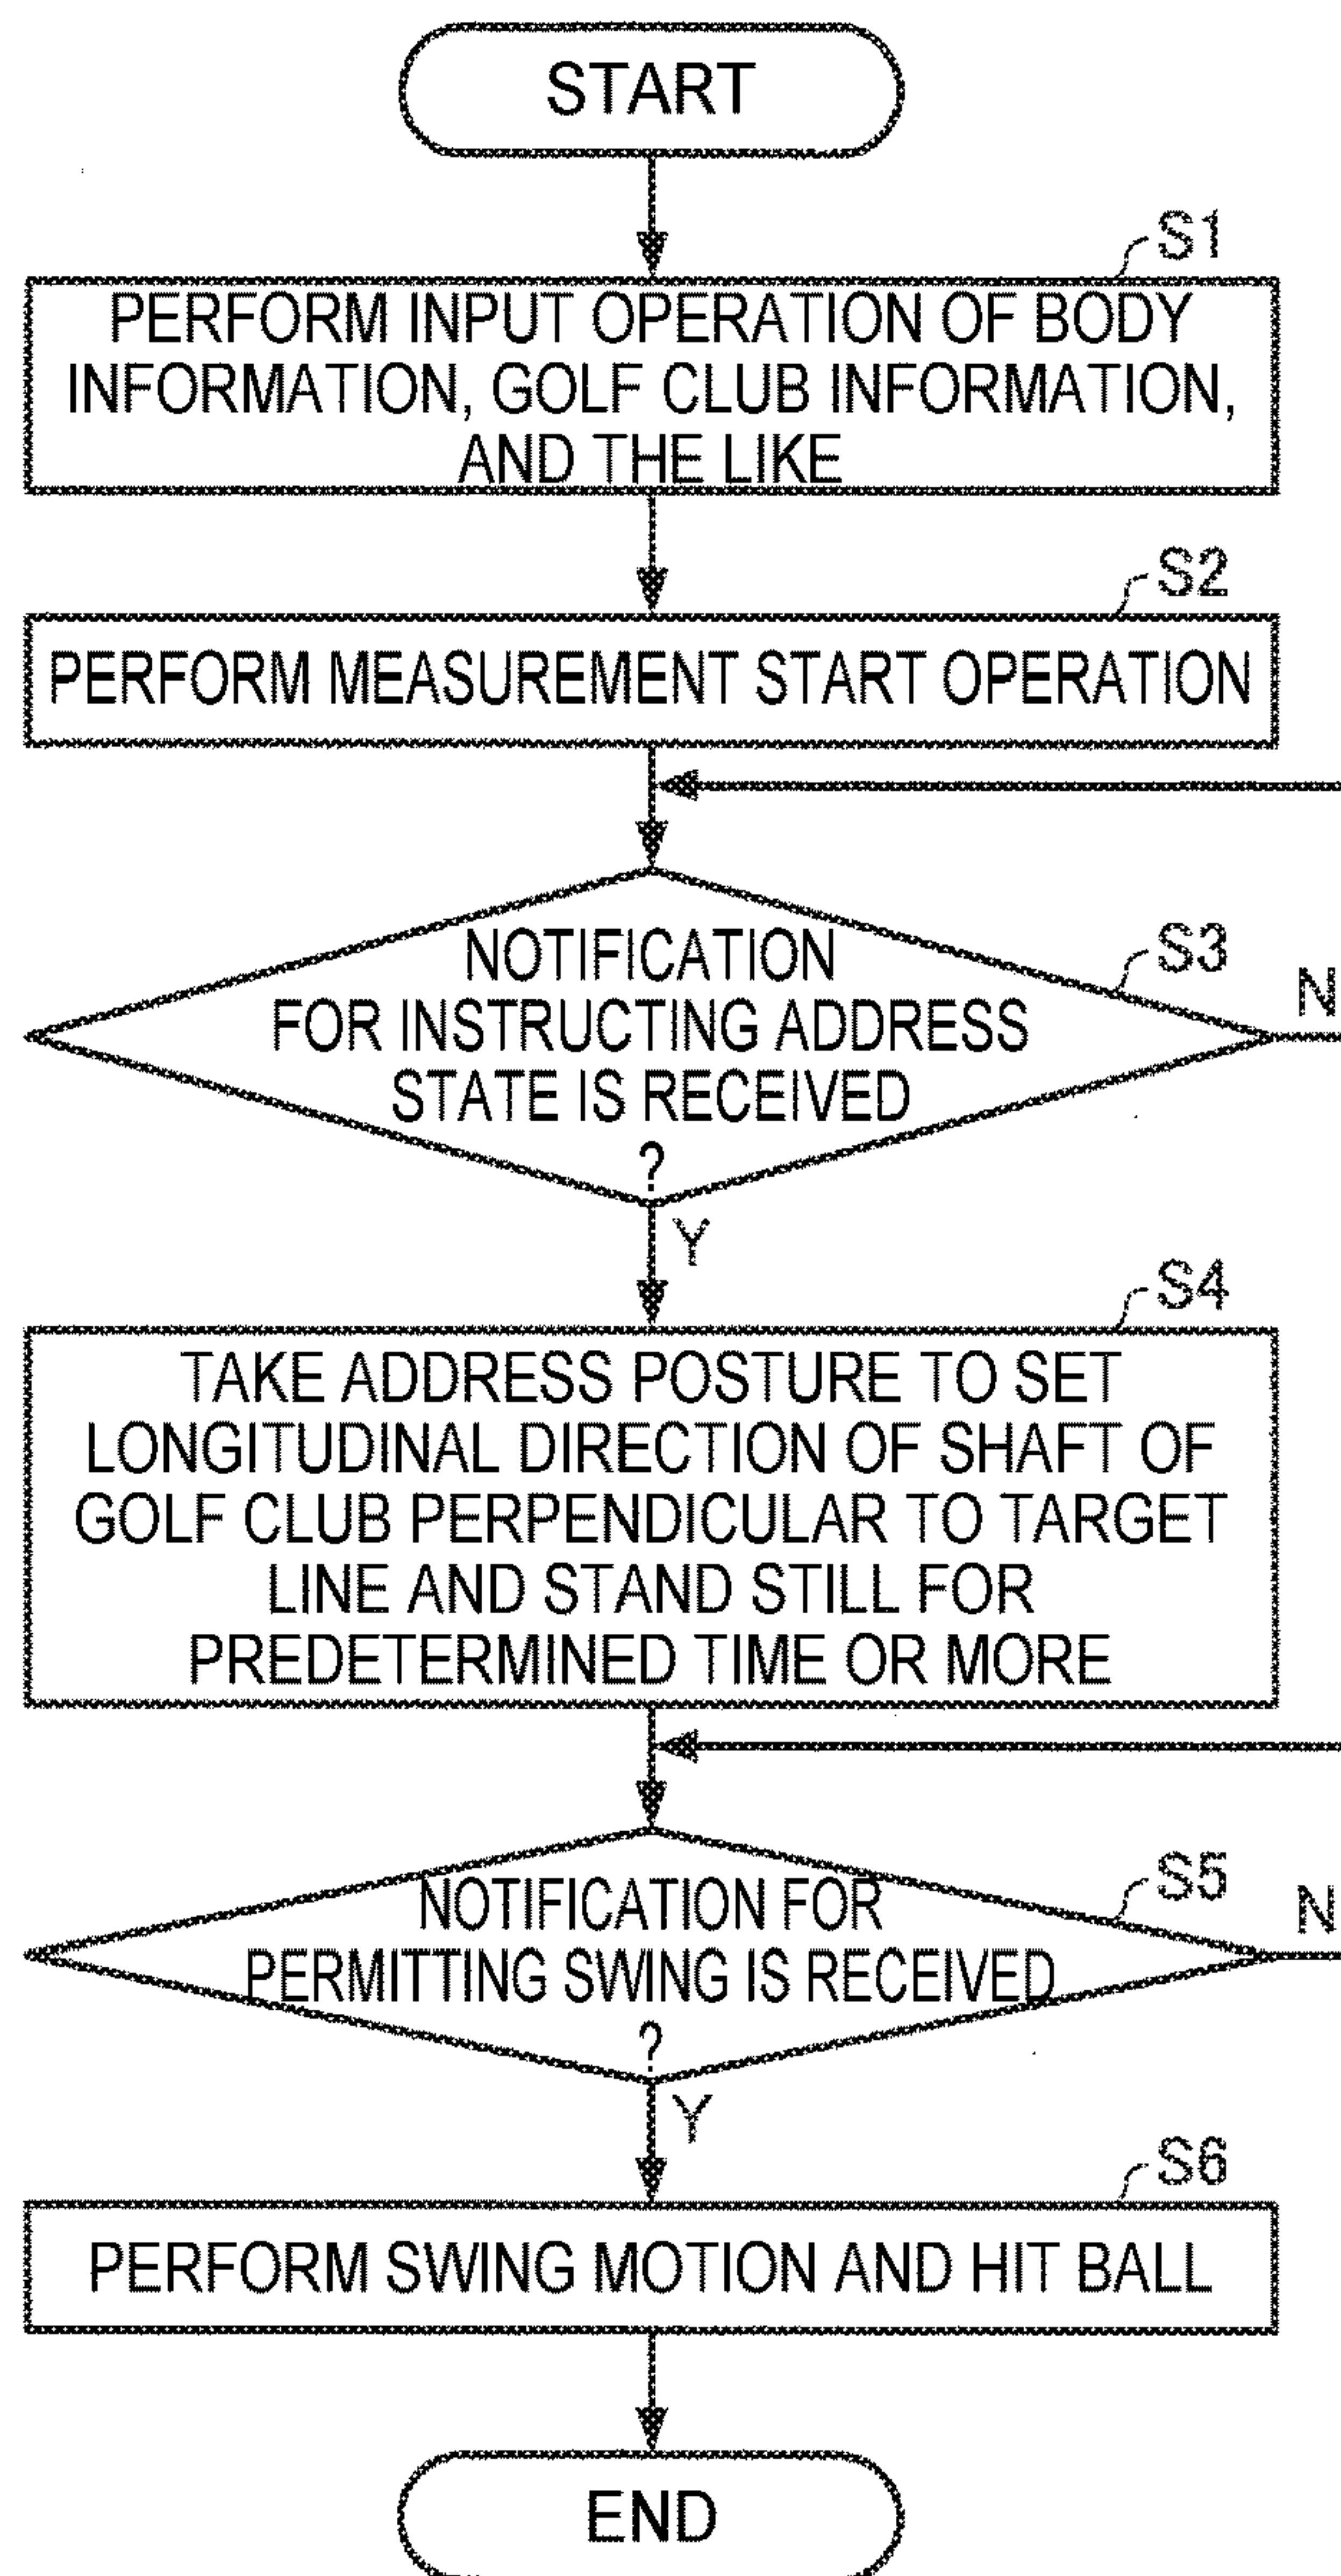 START
S1
PERFORM INPUT OPERATION OF BODY
INFORMATION, GOLF CLUB INFORMATION,
AND THE LIKE
S2
PERFORM MEASUREMENT START OPERATION
S3
NOTIFICATION
FOR INSTRUCTING ADDRESS
STATE IS RECEIVED
?
N
Y
S4
TAKE ADDRESS POSTURE TO SET
LONGITUDINAL DIRECTION OF SHAFT OF
GOLF CLUB PERPENDICULAR TO TARGET
LINE AND STAND STILL FOR
PREDETERMINED TIME OR MORE
S5
NOTIFICATION FOR
PERMITTING SWING IS RECEIVED
?
N
Y
S6
PERFORM SWING MOTION AND HIT BALL
END